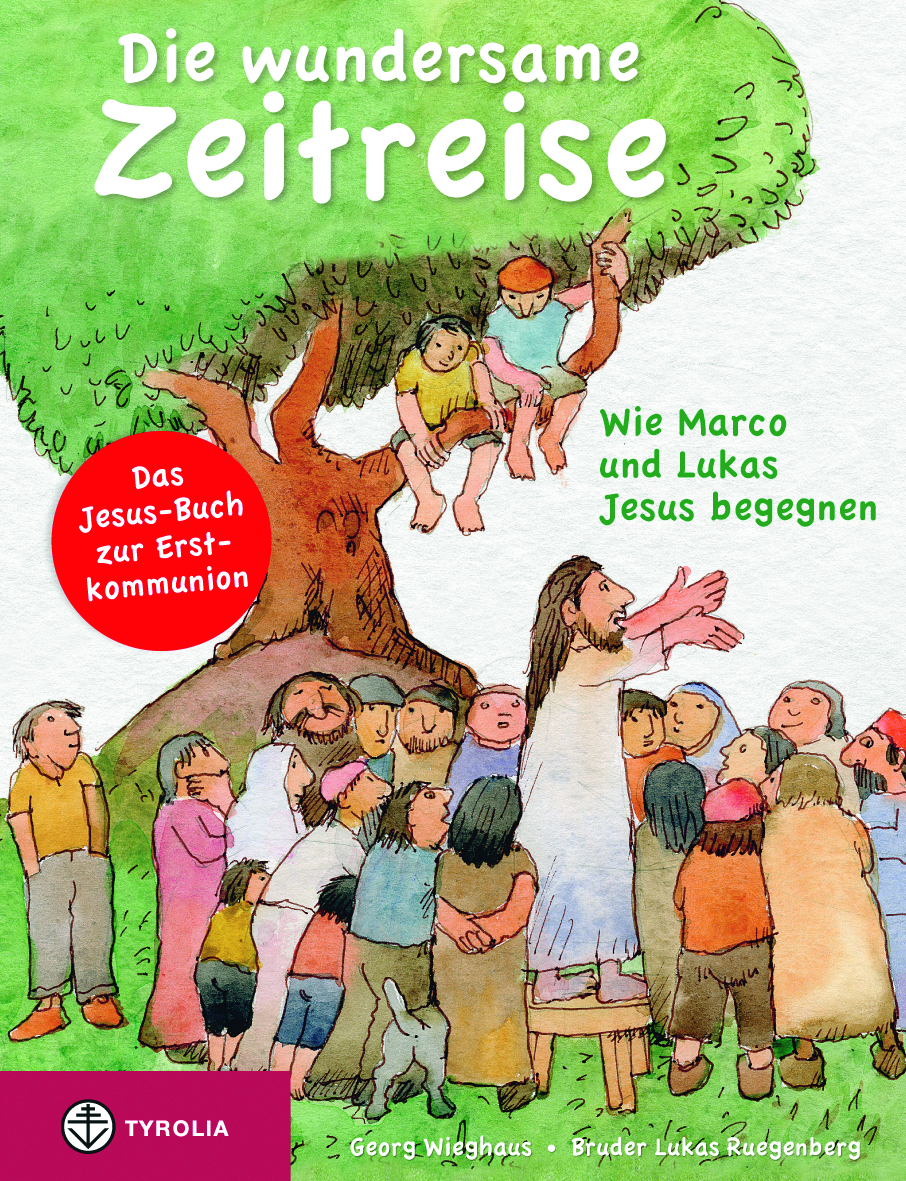 Die wundersame
Zeitreise
Wie Marco
und Lukas
Jesus begegnen
Das
Jesus-Buch
zur Erst-
kommunion
TYROLIA
Georg Wieghaus • Bruder Lukas Ruegenberg